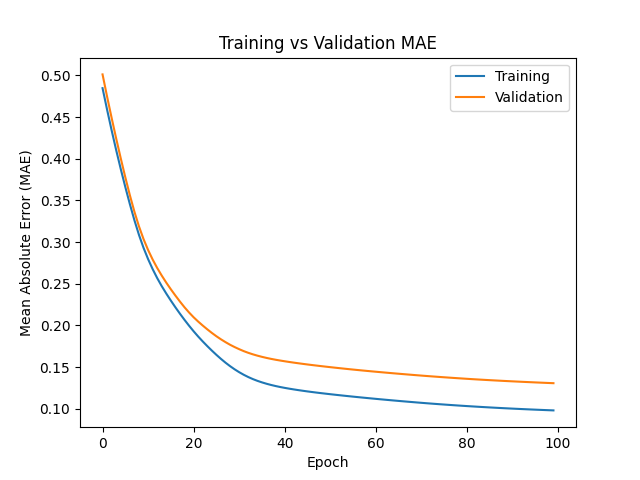 Training vs Validation MAE
Training
Validation
Mean Absolute Error (MAE)
0.50
0.45
0.40
0.35
0.30
0.25
0.20
0.15
0.10
0 20 40 60 80 100
Epoch